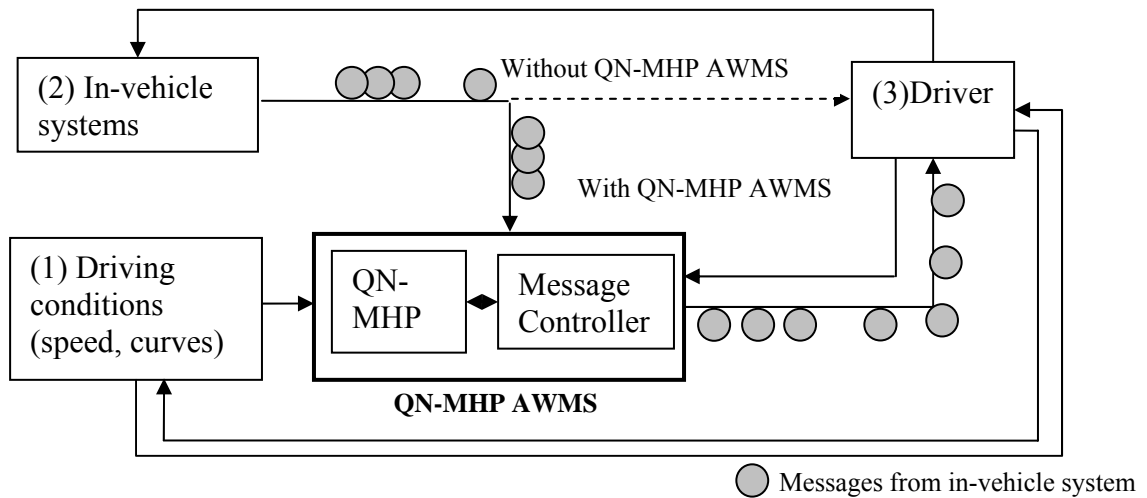 (2) In-vehicle
systems
Without QN-MHP AWMS
(3)Driver
With QN-MHP AWMS
(1) Driving
conditions
(speed, curves)
QN-
MHP
Message
Controller
QN-MHP AWMS
Messages from in-vehicle system